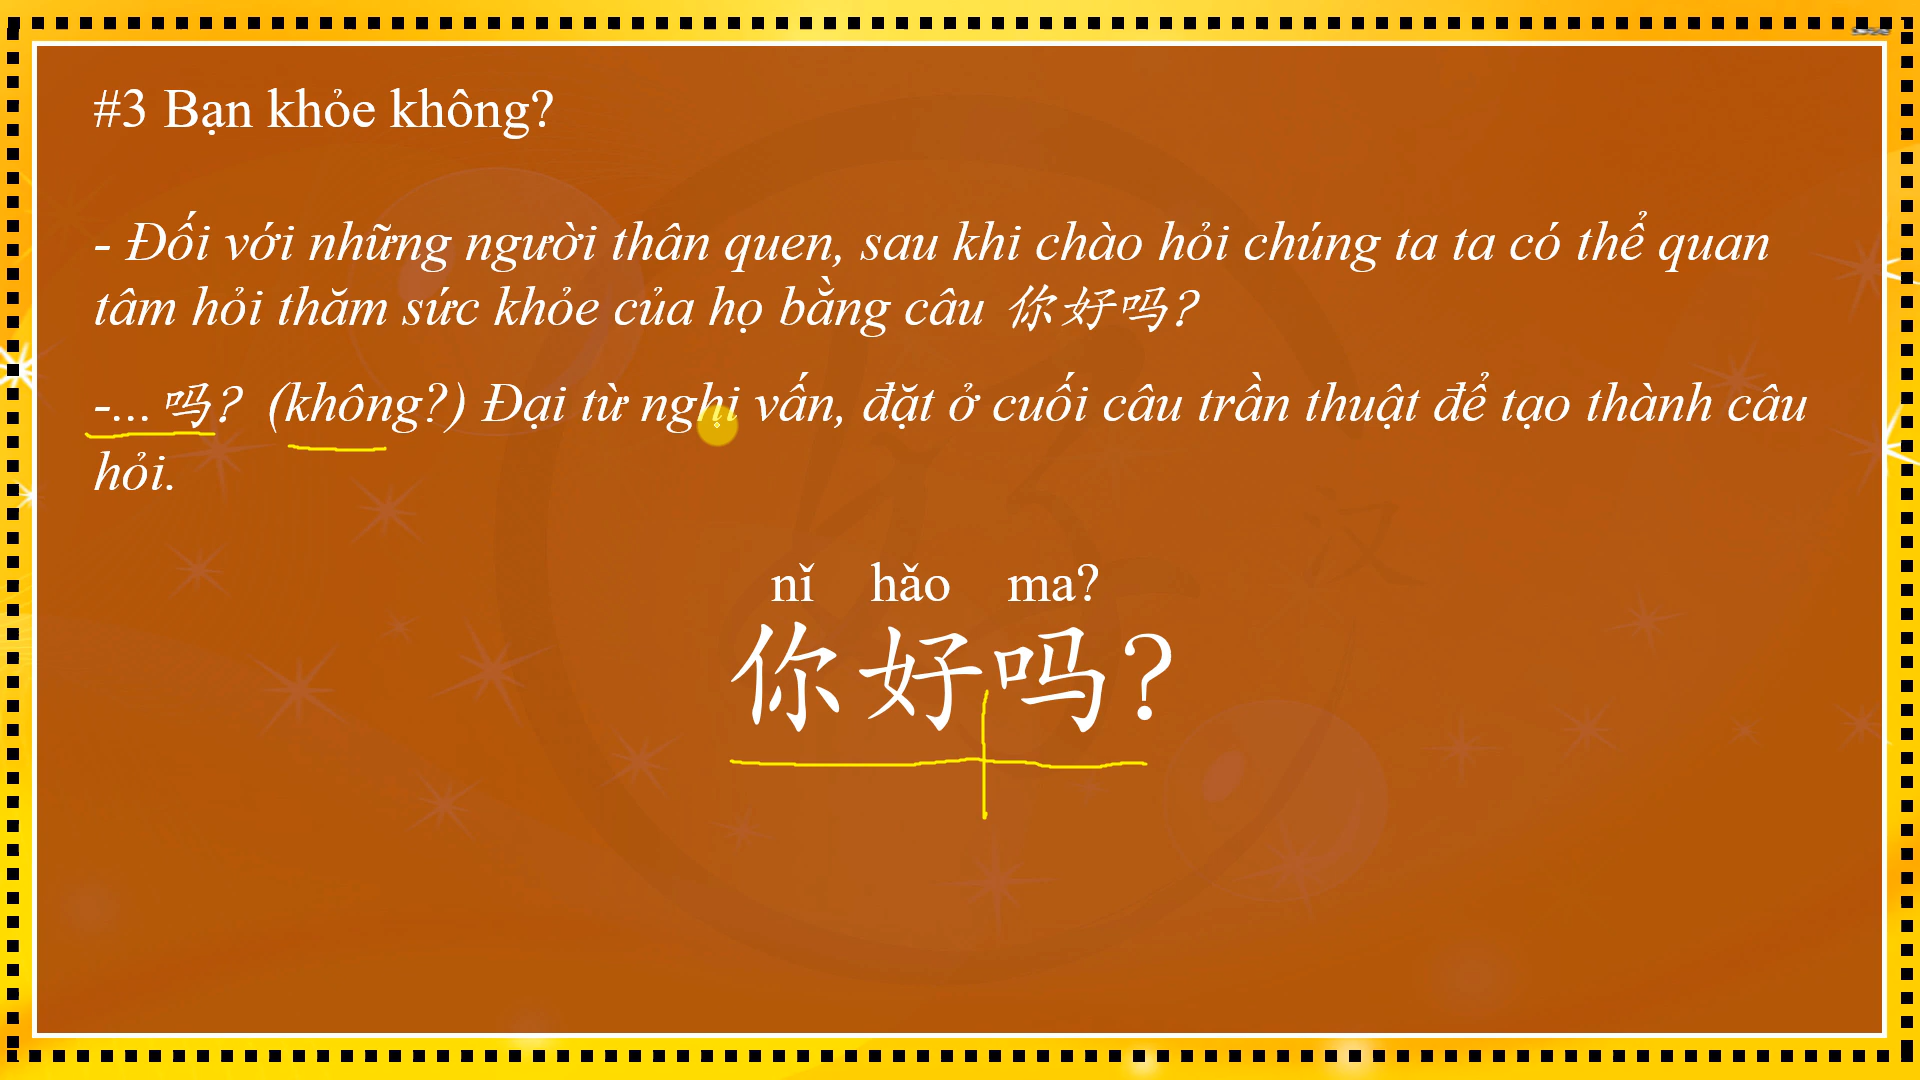 #3 Bạn khỏe không?
- Đối với những người thân quen, sau khi chào hỏi chúng ta ta có thể quan
tâm hỏi thăm sức khỏe của họ bằng câu 你好吗?
-... 吗? (không?) Đại từ nghi vấn, đặt ở cuối câu trần thuật để tạo thành câu
hỏi.
nǐ hǎo ma?
你好吗?
汉